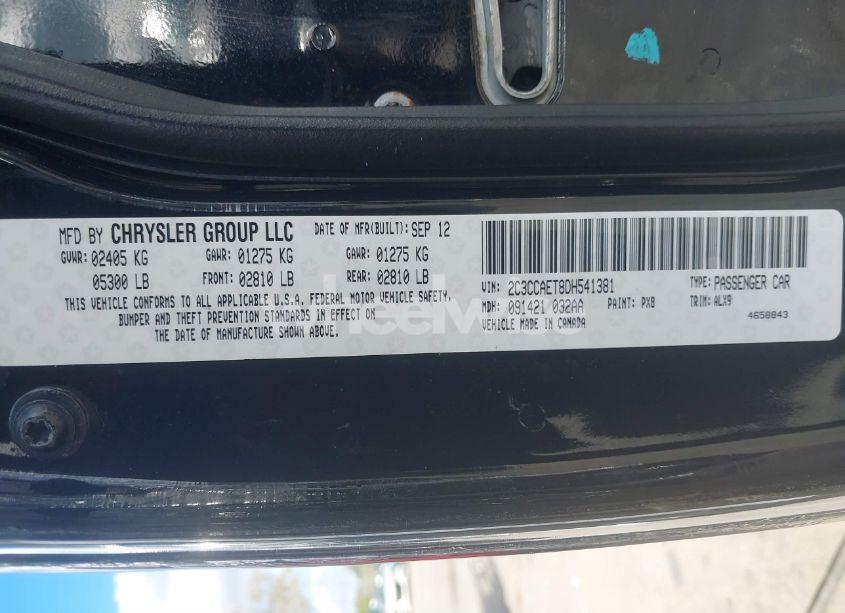 MFD BY CHRYSLER GROUP LLC DATE OF MFR(BUILT): SEP 12
GVWR: 02405 KG GAWR: 01275 KG GAWR: 01275 KG
05300 LB FRONT: 02810 LB REAR: 02810 LB
THIS VEHICLE CONFORMS TO ALL APPLICABLE U.S.A. FEDERAL MOTOR VEHICLE SAFETY,
BUMPER AND THEFT PREVENTION STANDARDS IN EFFECT ON
THE DATE OF MANUFACTURE SHOWN ABOVE.
VIN: 2C3CCAET8DH541381 TYPE: PASSENGER CAR
MDH: 091421 032AA PAINT: PX8 TRIM: ALX9
VEHICLE MADE IN CANADA 4658843